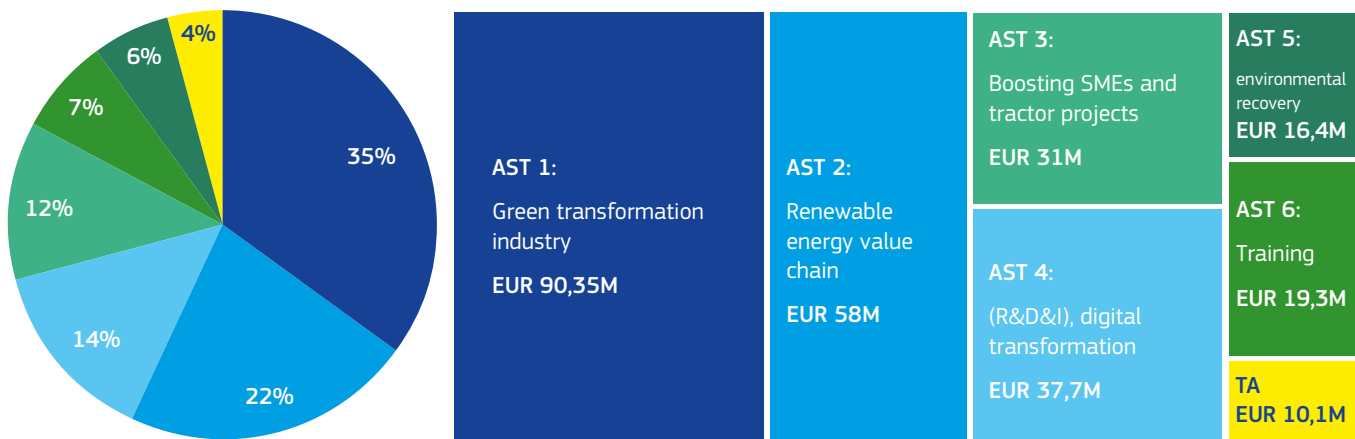 4%
6%
7%
35%
12%
14%
22%
AST 1:
Green transformation
industry
EUR 90,35M
AST 2:
Renewable
energy value
chain
EUR 58M
AST 3:
Boosting SMEs and
tractor projects
EUR 31M
AST 4:
(R&D&I), digital
transformation
EUR 37,7M
AST 5:
environmental
recovery
EUR 16,4M
AST 6:
Training
EUR 19,3M
TA
EUR 10,1M